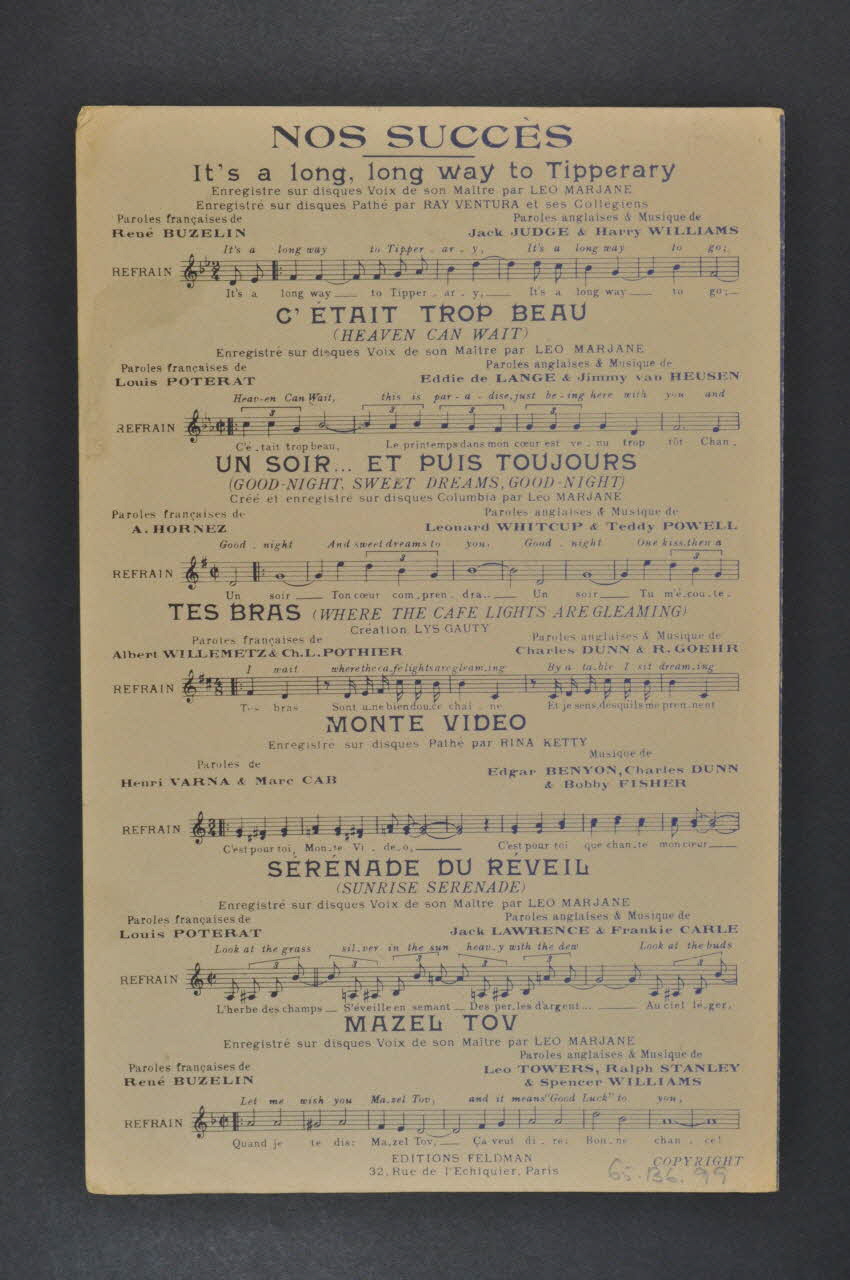 NOS SUCCÈS
It's a long, long way to Tipperary
Enregistre sur disques Voix de son Maître par LEO MARJANE
Enregistré sur disques Pathé par RAY VENTURA et ses Collegiens
Paroles françaises de Paroles anglaises & Musique de
René BUZELIN Jack JUDGE & Harry WILLIAMS
It's a long way to Tipper - ar - y, It's a long way to go;
REFRAIN
It's a long way to Tipper - ar - y, It's a long way to go;
C'ÉTAIT TROP BEAU
(HEAVEN CAN WAIT)
Enregistré sur disques Voix de son Maître par LEO MARJANE
Paroles françaises de Paroles anglaises & Musique de
Louis POTERAT Eddie de LANGE & Jimmy van HEUSEN
Heav-en Can Wait, this is par - a - dise, just be - ing here with you and
3 3 3 3
REFRAIN
C'é - tait trop beau, Le printemps dans mon cœur est ve - nu trop tôt Chan -
UN SOIR... ET PUIS TOUJOURS
(GOOD-NIGHT, SWEET DREAMS, GOOD-NIGHT)
Créé et enregistré sur disques Columbia par Leo MARJANE
Paroles françaises de Paroles anglaises & Musique de
A. HORNEZ Leonard WHITCUP & Teddy POWELL
Good - night And sweet dreams to you, Good - night One kiss, then a
3 3
REFRAIN
Un soir Ton cœur com - pren - dra - - Un soir Tu m'é - cou - te -
TES BRAS (WHERE THE CAFE LIGHTS ARE GLEAMING)
Création LYS GAUTY
Paroles françaises de Paroles anglaises & Musique de
Albert WILLEMETZ & Ch. L. POTHIER Charles DUNN & R. GOEHR
I wait where the ca - fe lights are gleam - ing By a ta - ble I sit dream - ing
REFRAIN
Tes bras Sont u - ne bien dou - ce chai - ne Et je sens, des qu'ils me pren - nent
MONTE VIDEO
Enregistré sur disques Pathé par RINA KETTY
Paroles de Musique de
Henri VARNA & Marc CAB Edgar BENYON, Charles DUNN
& Bobby FISHER
REFRAIN
C'est pour toi, Mon - te Vi - de - o, C'est pour toi que chan - te mon cœur
SÉRÉNADE DU RÉVEIL
(SUNRISE SERENADE)
Enregistré sur disques Voix de son Maître par LEO MARJANE
Paroles françaises de Paroles anglaises & Musique de
Louis POTERAT Jack LAWRENCE & Frankie CARLE
Look at the grass sil - ver in the sun heav - y with the dew Look at the buds
3 3 3 3
REFRAIN
L'herbe des champs S'éveille en semant Des per - les d'argent... Au ciel lé - ger,
MAZEL TOV
Enregistré sur disques Voix de son Maître par LEO MARJANE
Paroles françaises de Paroles anglaises & Musique de
René BUZELIN Leo TOWERS, Ralph STANLEY
& Spencer WILLIAMS
Let me wish you Ma - zel Tov, and it means "Good Luck" to you,
REFRAIN
Quand je te dis: Ma - zel Tov, Ça veut di - re: Bon - ne chan - ce!
EDITIONS FELDMAN COPYRIGHT
32, Rue de l'Echiquier, Paris